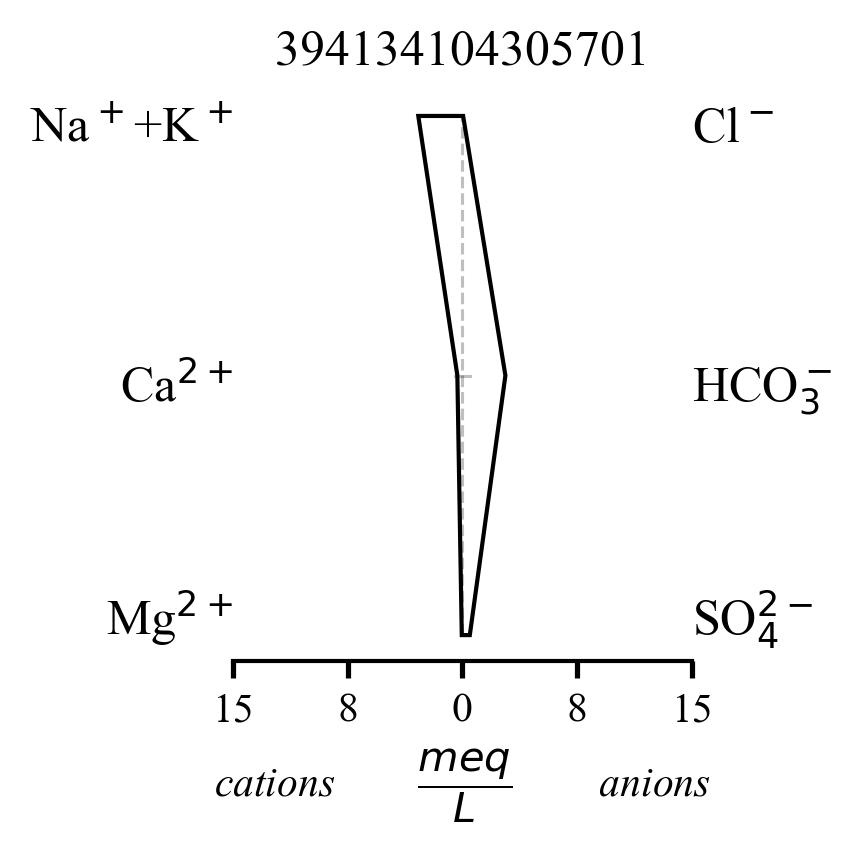 394134104305701
Na⁺+K⁺ Cl⁻
Ca²⁺ HCO₃⁻
Mg²⁺ SO₄²⁻
15 8 0 8 15
cations meq/L anions